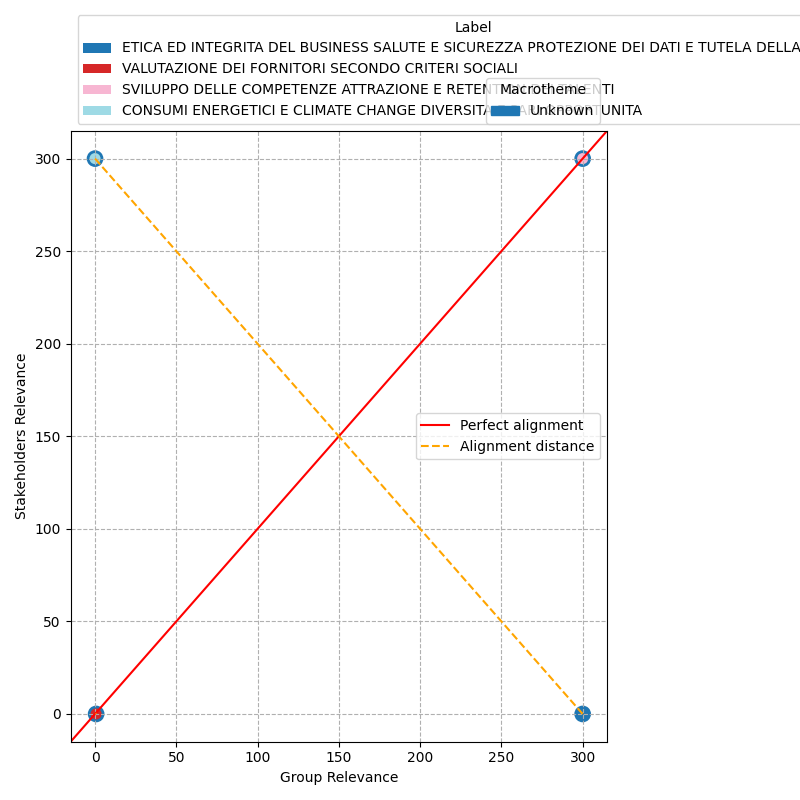 Label
ETICA ED INTEGRITA DEL BUSINESS SALUTE E SICUREZZA PROTEZIONE DEI DATI E TUTELA DELLA
VALUTAZIONE DEI FORNITORI SECONDO CRITERI SOCIALI
SVILUPPO DELLE COMPETENZE ATTRAZIONE E RETENTION
CONSUMI ENERGETICI E CLIMATE CHANGE DIVERSITA
Macrotheme
Unknown
300
250
200
150
100
50
0
Stakeholders Relevance
Perfect alignment
Alignment distance
0 50 100 150 200 250 300
Group Relevance